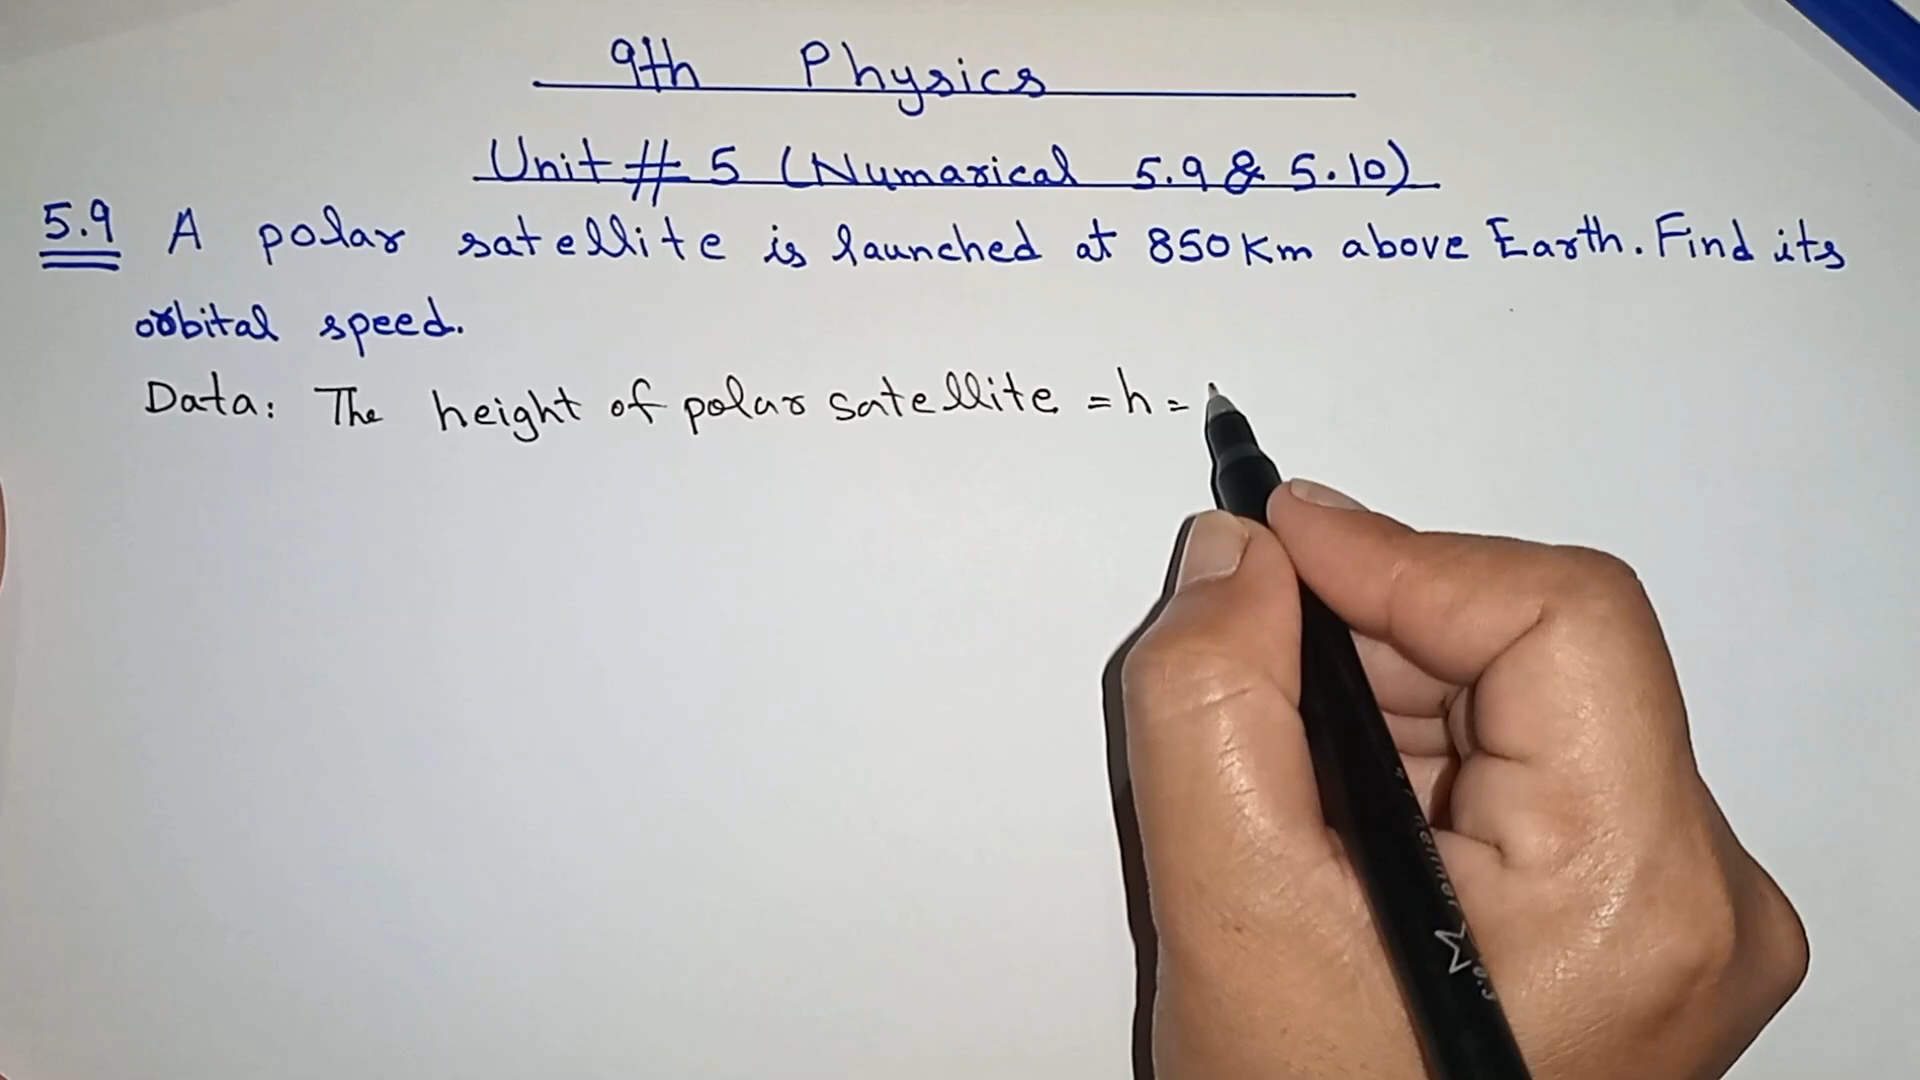 9th Physics
Unit # 5 (Numarical 5.9 & 5.10)
5.9 A polar satellite is launched at 850 Km above Earth. Find its
orbital speed.
Data: The height of polar satellite = h =